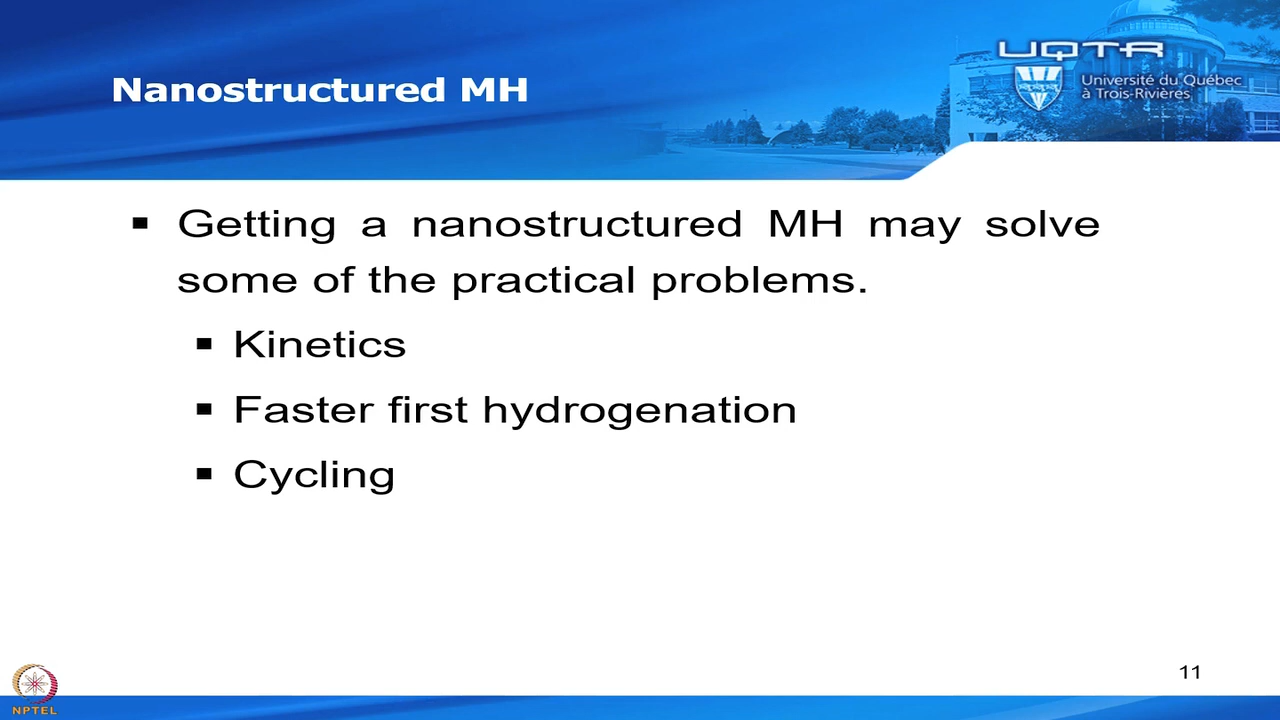 Nanostructured MH
UQTR
Université du Québec
à Trois-Rivières
▪ Getting a nanostructured MH may solve
some of the practical problems.
▪ Kinetics
▪ Faster first hydrogenation
▪ Cycling
11
NPTEL